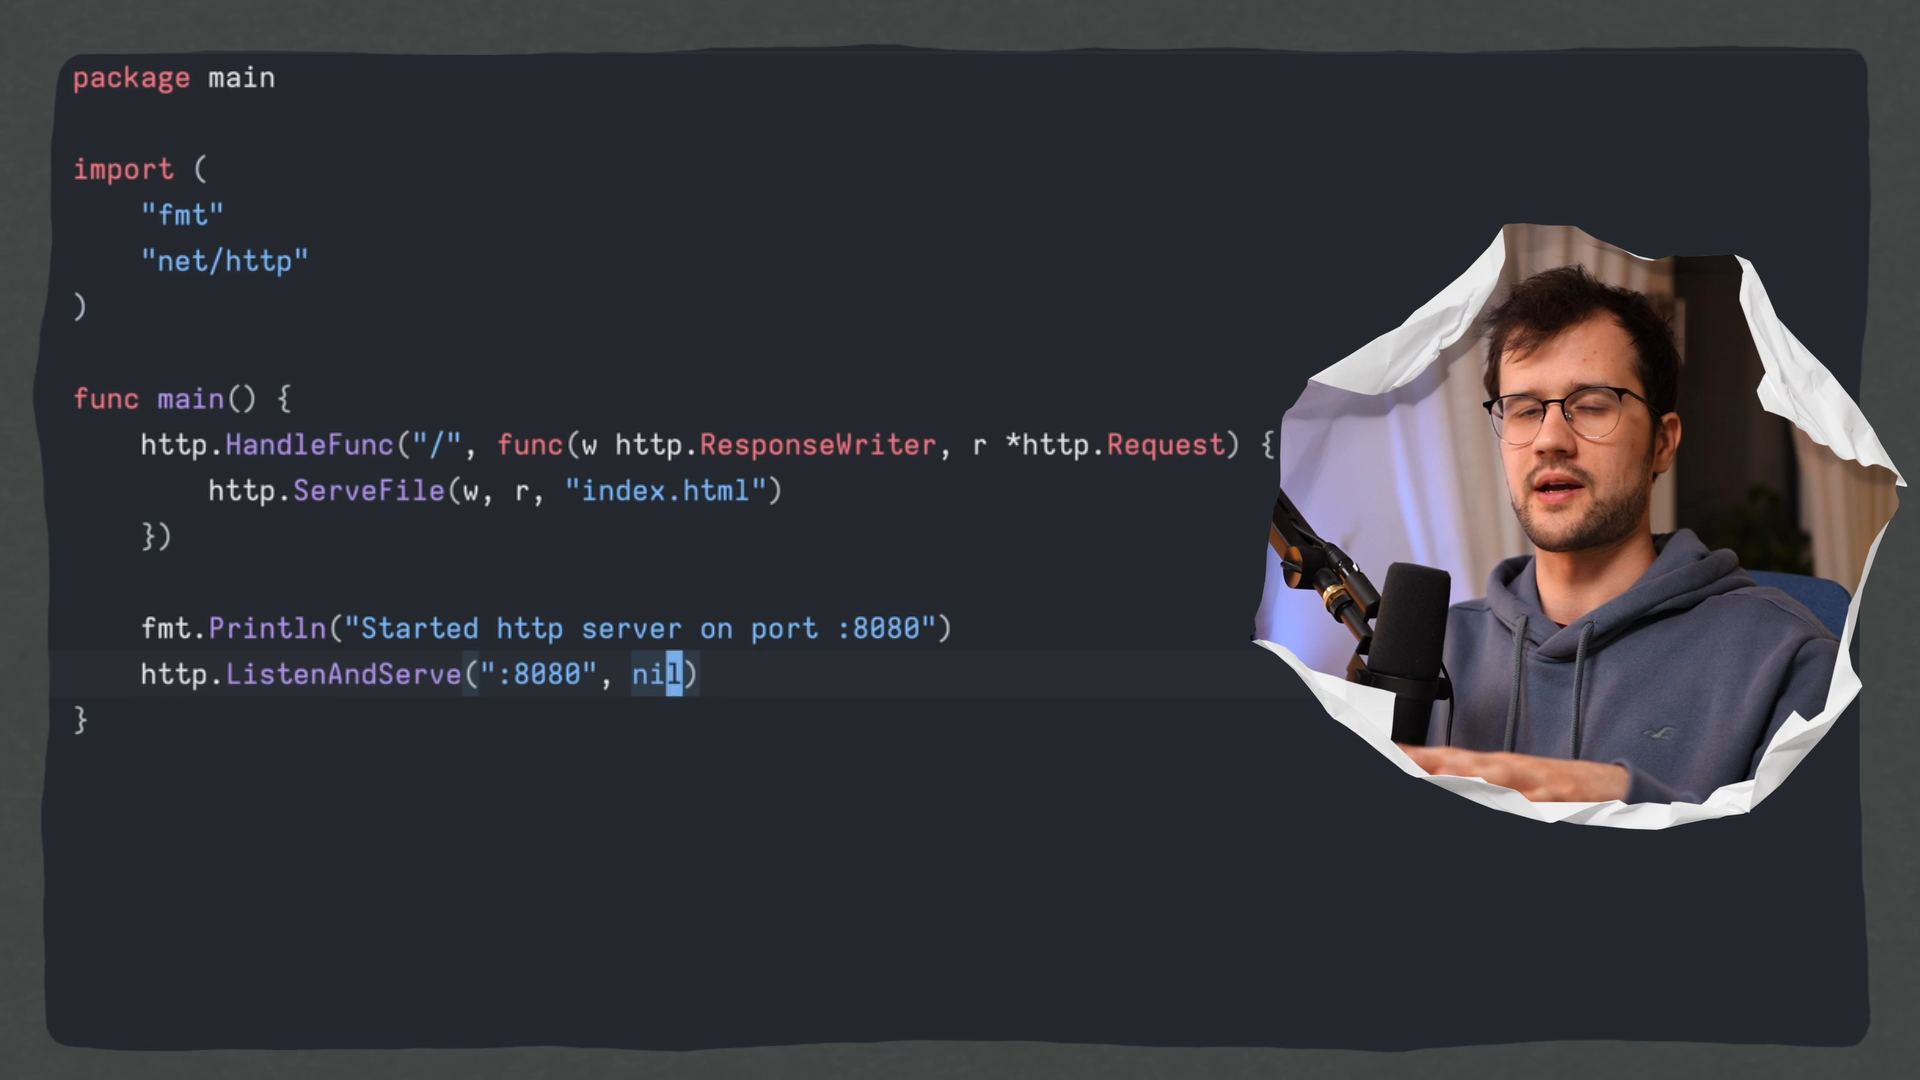 package main
import (
"fmt"
"net/http"
)
func main() {
http.HandleFunc("/", func(w http.ResponseWriter, r *http.Request) {
http.ServeFile(w, r, "index.html")
})
fmt.Println("Started http server on port :8080")
http.ListenAndServe(":8080", nil)
}